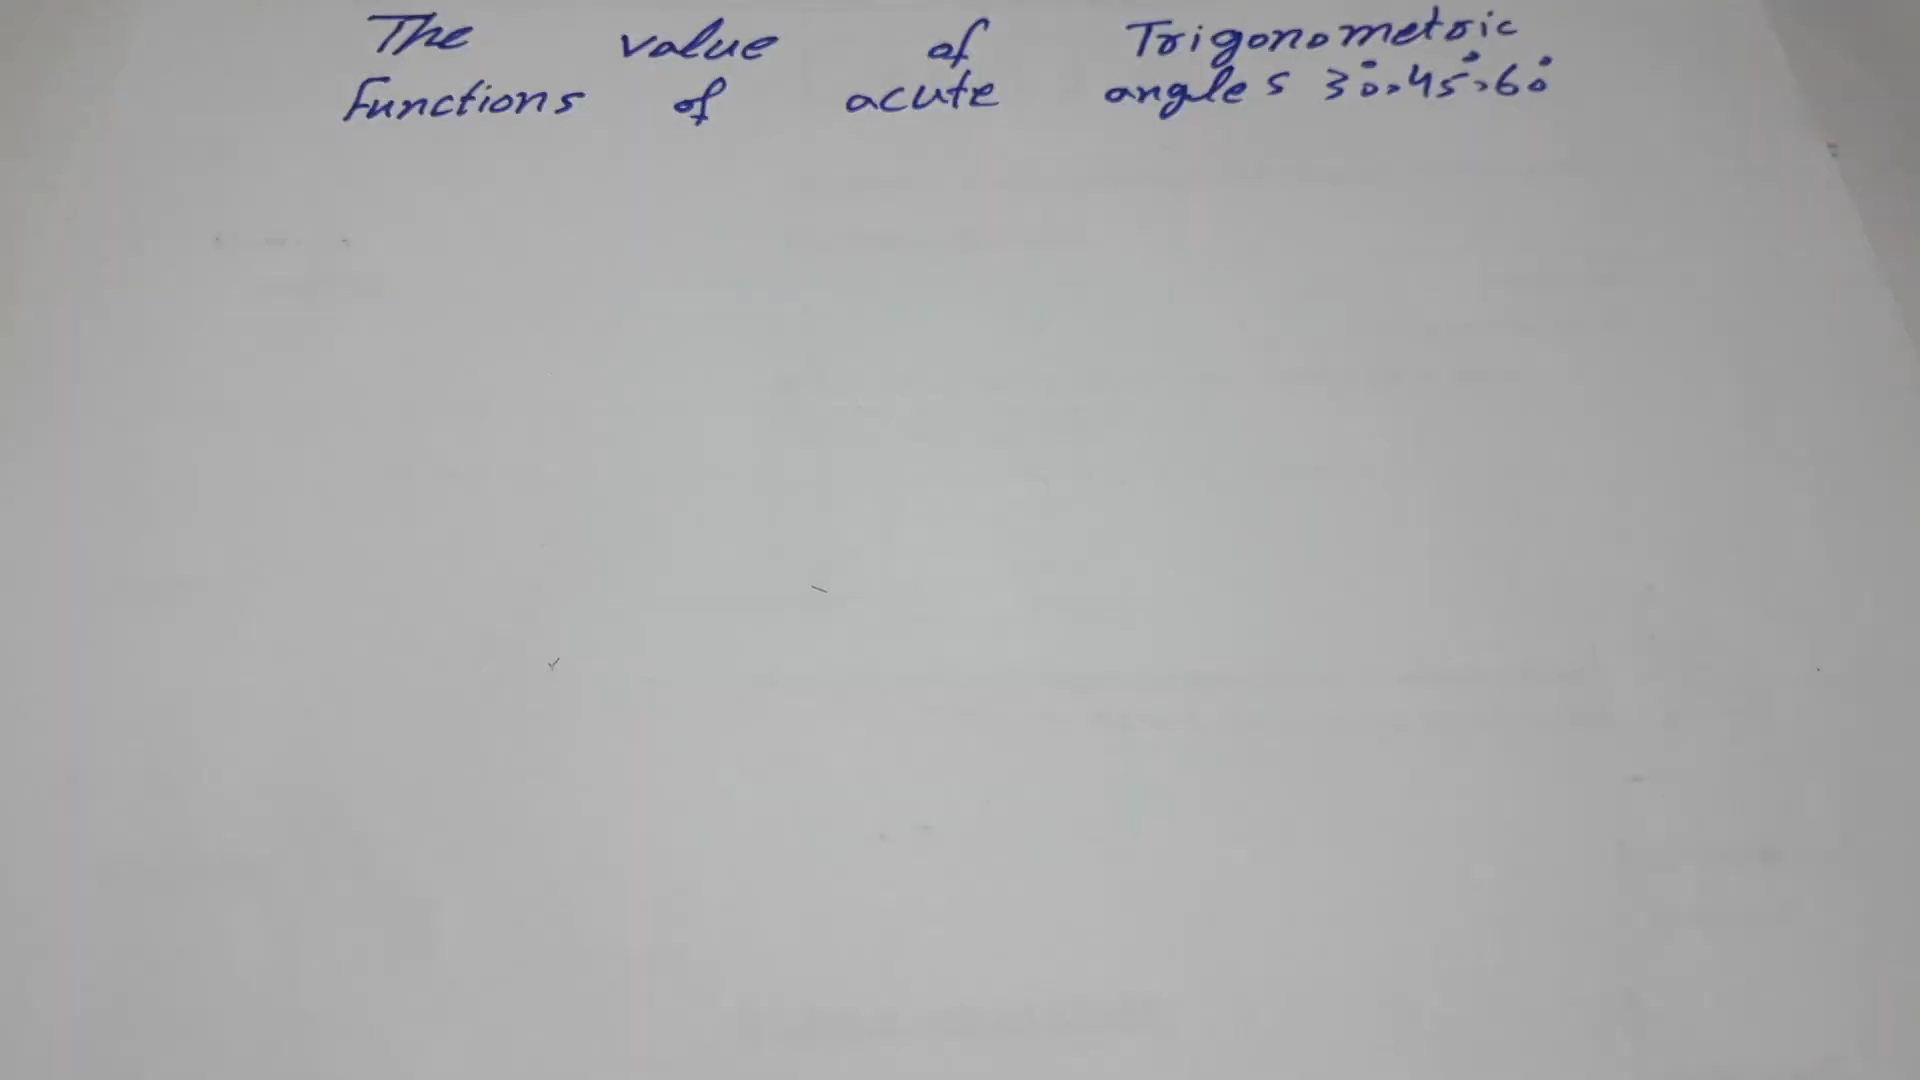 The value of Trigonometric
functions of acute angles 30°,45°,60°